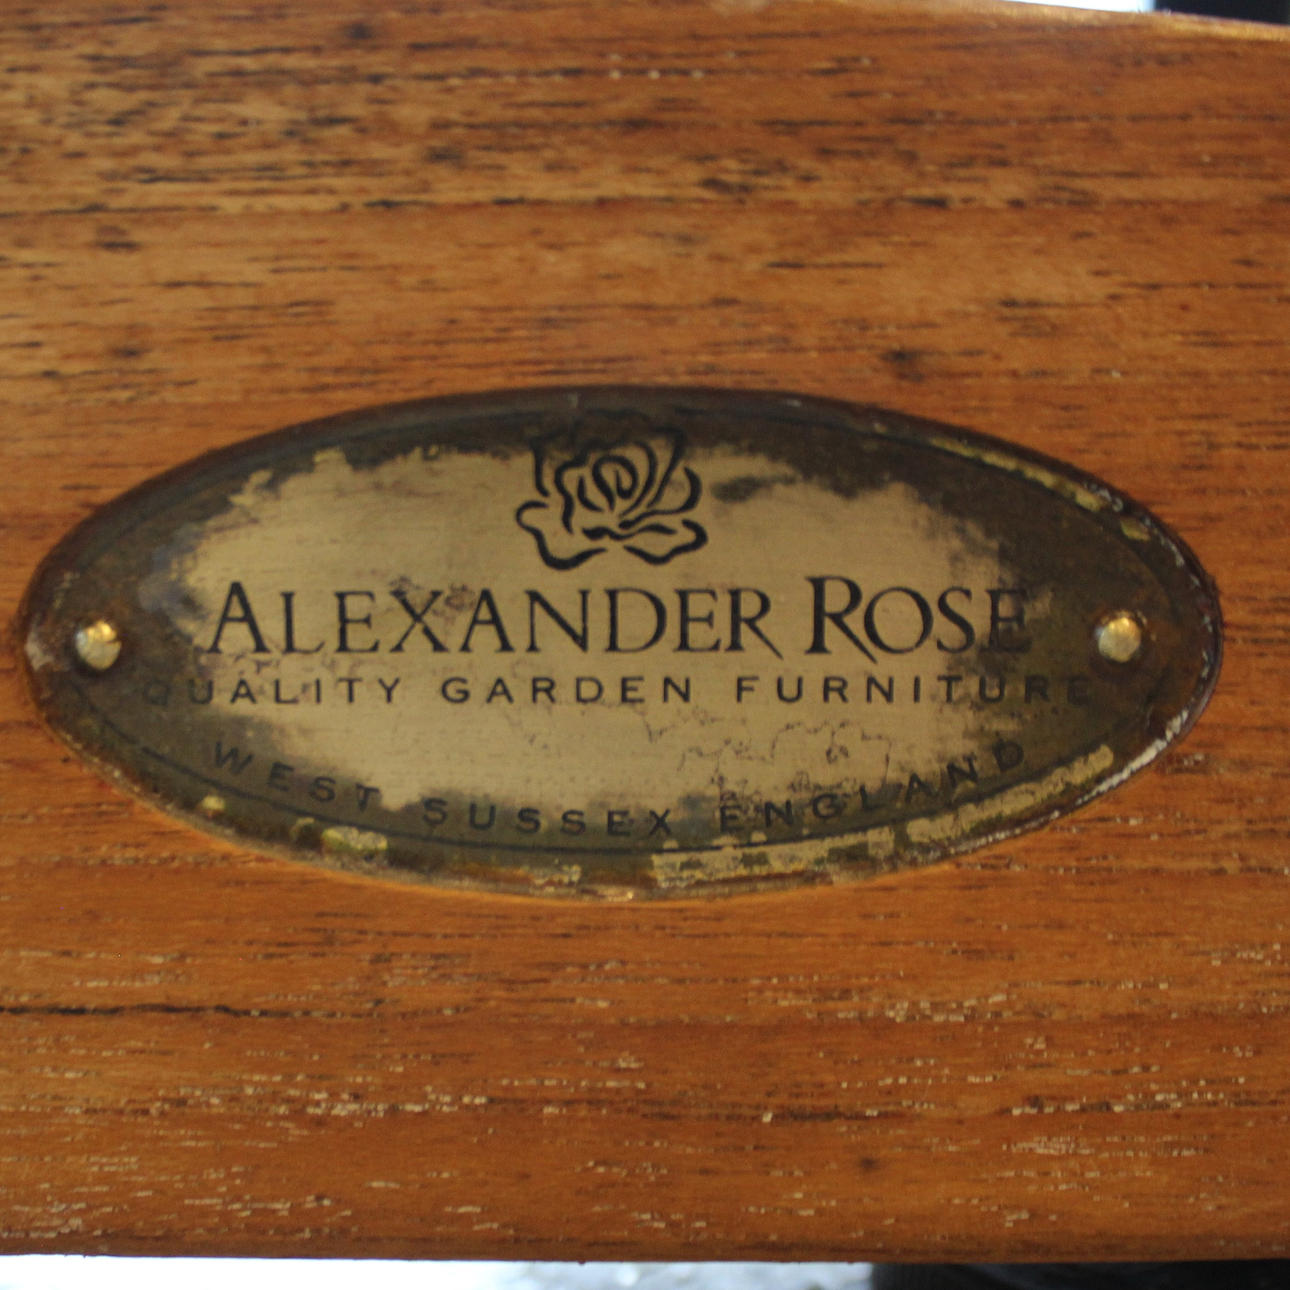 ALEXANDER ROSE
QUALITY GARDEN FURNITURE
WEST SUSSEX ENGLAND